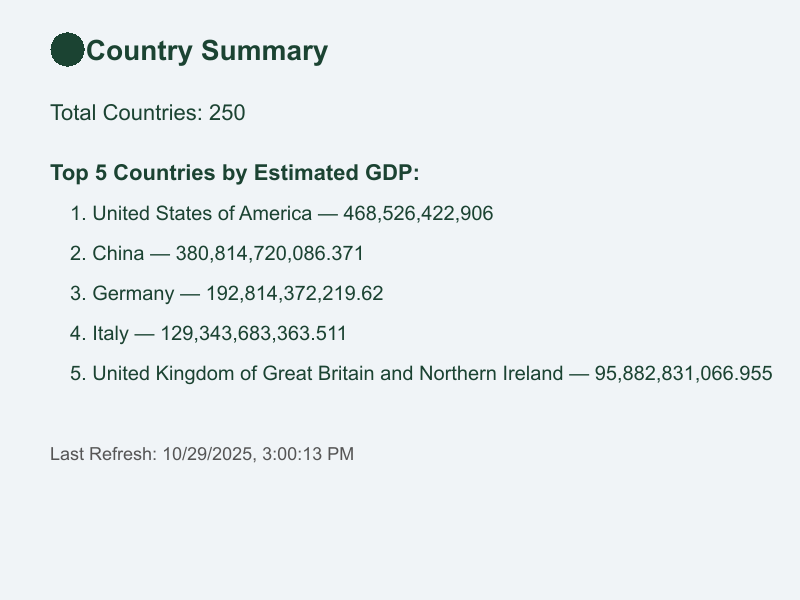 Country Summary
Total Countries: 250
Top 5 Countries by Estimated GDP:
1. United States of America — 468,526,422,906
2. China — 380,814,720,086.371
3. Germany — 192,814,372,219.62
4. Italy — 129,343,683,363.511
5. United Kingdom of Great Britain and Northern Ireland — 95,882,831,066.955
Last Refresh: 10/29/2025, 3:00:13 PM